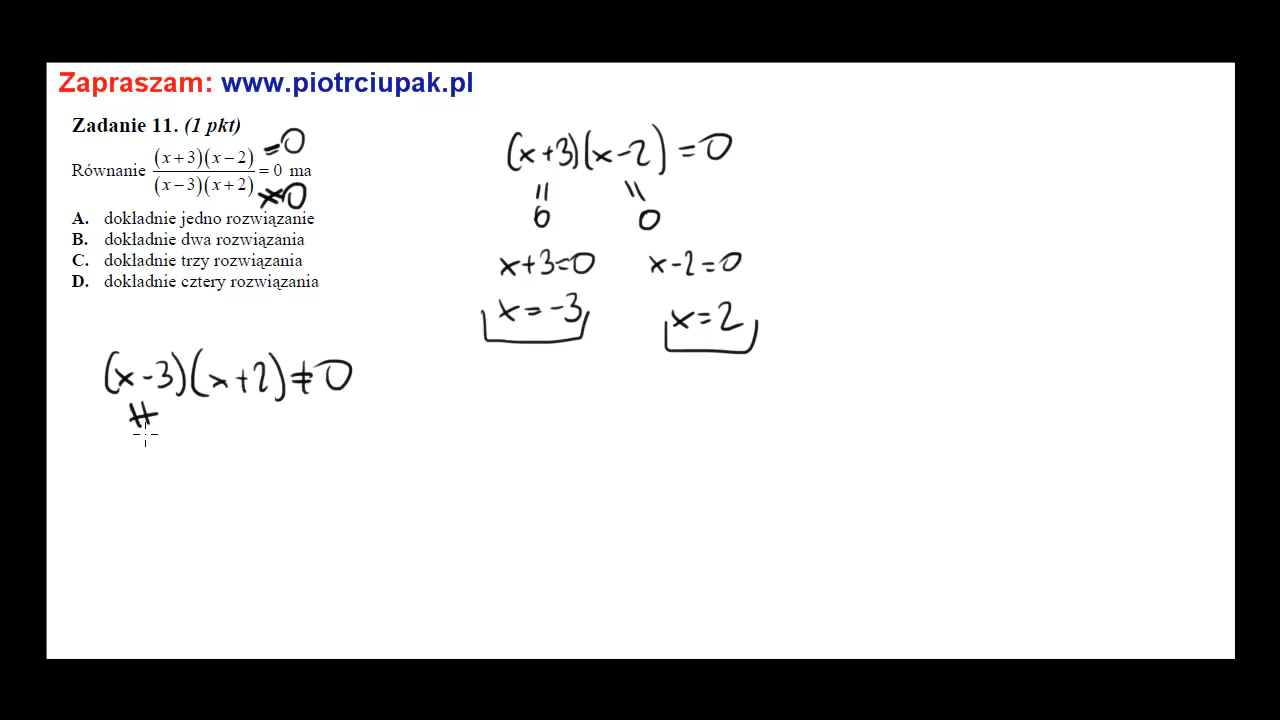 Zapraszam: www.piotrciupak.pl
Zadanie 11. (1 pkt)
Równanie (x+3)(x−2)/(x−3)(x+2) = 0 ma
=0
≠0
A. dokładnie jedno rozwiązanie
B. dokładnie dwa rozwiązania
C. dokładnie trzy rozwiązania
D. dokładnie cztery rozwiązania
(x-3)(x+2)≠0
≠
(x+3)(x-2)=0
= =
0 0
x+3=0 x-2=0
x=-3 x=2